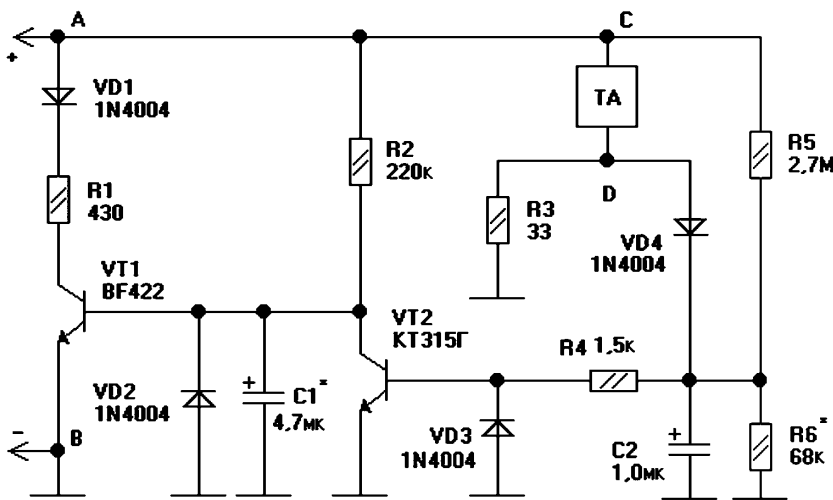 A
C
+
VD1
1N4004
TA
R2
220к
R5
2,7М
R1
430
D
R3
33
VD4
1N4004
VT1
BF422
VT2
КТ315Г
R4 1,5к
VD2
1N4004
+
C1*
4,7мк
-
B
VD3
1N4004
+
C2
1,0мк
R6*
68к